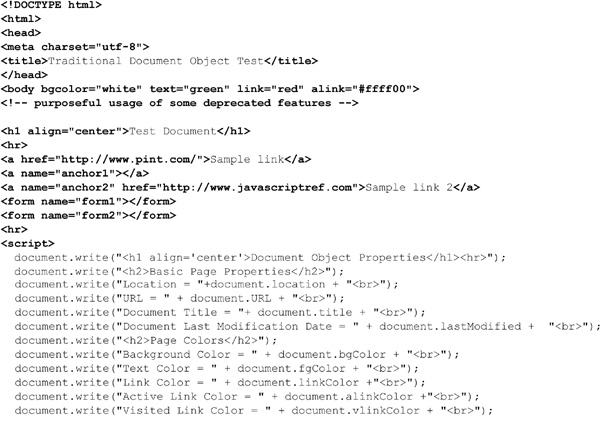 <!DOCTYPE html>
<html>
<head>
<meta charset="utf-8">
<title>Traditional Document Object Test</title>
</head>
<body bgcolor="white" text="green" link="red" alink="#ffff00">
<!-- purposeful usage of some deprecated features -->
<h1 align="center">Test Document</h1>
<hr>
<a href="http://www.pint.com/">Sample link</a>
<a name="anchor1"></a>
<a name="anchor2" href="http://www.javascriptref.com">Sample link 2</a>
<form name="form1"></form>
<form name="form2"></form>
<hr>
<script>
document.write("<h1 align='center'>Document Object Properties</h1><hr>");
document.write("<h2>Basic Page Properties</h2>");
document.write("Location = "+document.location + "<br>");
document.write("URL = " + document.URL + "<br>");
document.write("Document Title = "+ document.title + "<br>");
document.write("Document Last Modification Date = " + document.lastModified +  "<br>");
document.write("<h2>Page Colors</h2>");
document.write("Background Color = " + document.bgColor + "<br>");
document.write("Text Color = " + document.fgColor + "<br>");
document.write("Link Color = " + document.linkColor +"<br>");
document.write("Active Link Color = " + document.alinkColor +"<br>");
document.write("Visited Link Color = " + document.vlinkColor + "<br>");